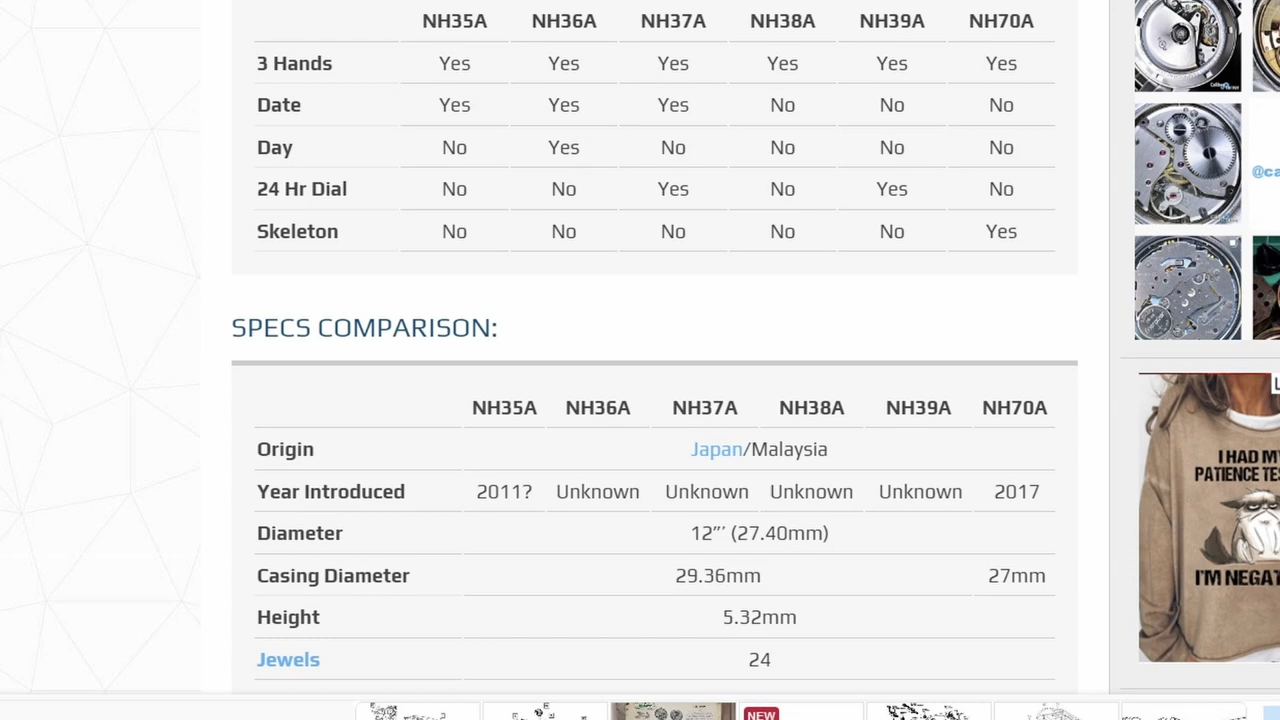 NH35A NH36A NH37A NH38A NH39A NH70A
3 Hands Yes Yes Yes Yes Yes Yes
Date Yes Yes Yes No No No
Day No Yes No No No No
24 Hr Dial No No Yes No Yes No
Skeleton No No No No No Yes
SPECS COMPARISON:
NH35A NH36A NH37A NH38A NH39A NH70A
Origin Japan/Malaysia
Year Introduced 2011? Unknown Unknown Unknown Unknown 2017
Diameter 12”’ (27.40mm)
Casing Diameter 29.36mm 27mm
Height 5.32mm
Jewels 24
I HAD MY
I'M NEGAT
NEW